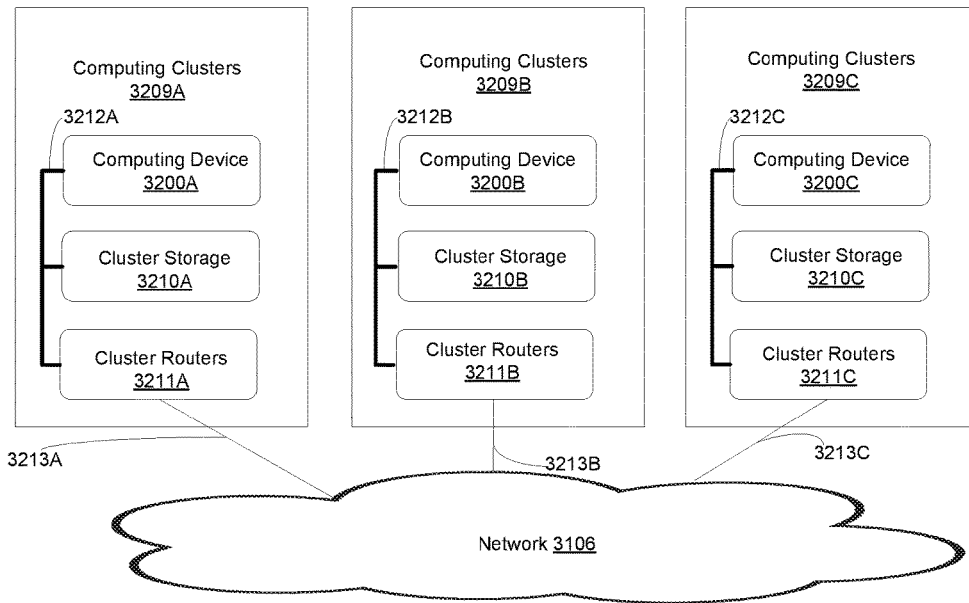 Computing Clusters
3209A
3212A
Computing Device
3200A
Cluster Storage
3210A
Cluster Routers
3211A
3213A
Computing Clusters
3209B
3212B
Computing Device
3200B
Cluster Storage
3210B
Cluster Routers
3211B
3213B
Computing Clusters
3209C
3212C
Computing Device
3200C
Cluster Storage
3210C
Cluster Routers
3211C
3213C
Network 3106